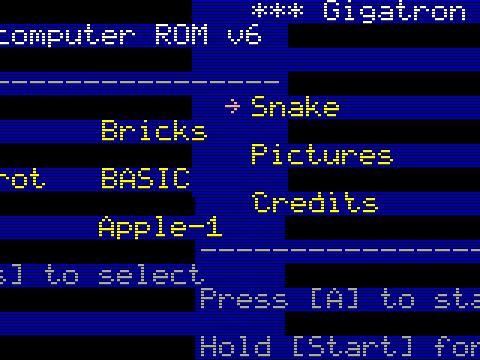 *** Gigatron
computer ROM v6
→ Snake
Bricks
Pictures
rot BASIC
Credits
Apple-1
s] to select
Press [A] to sta
Hold [Start] for